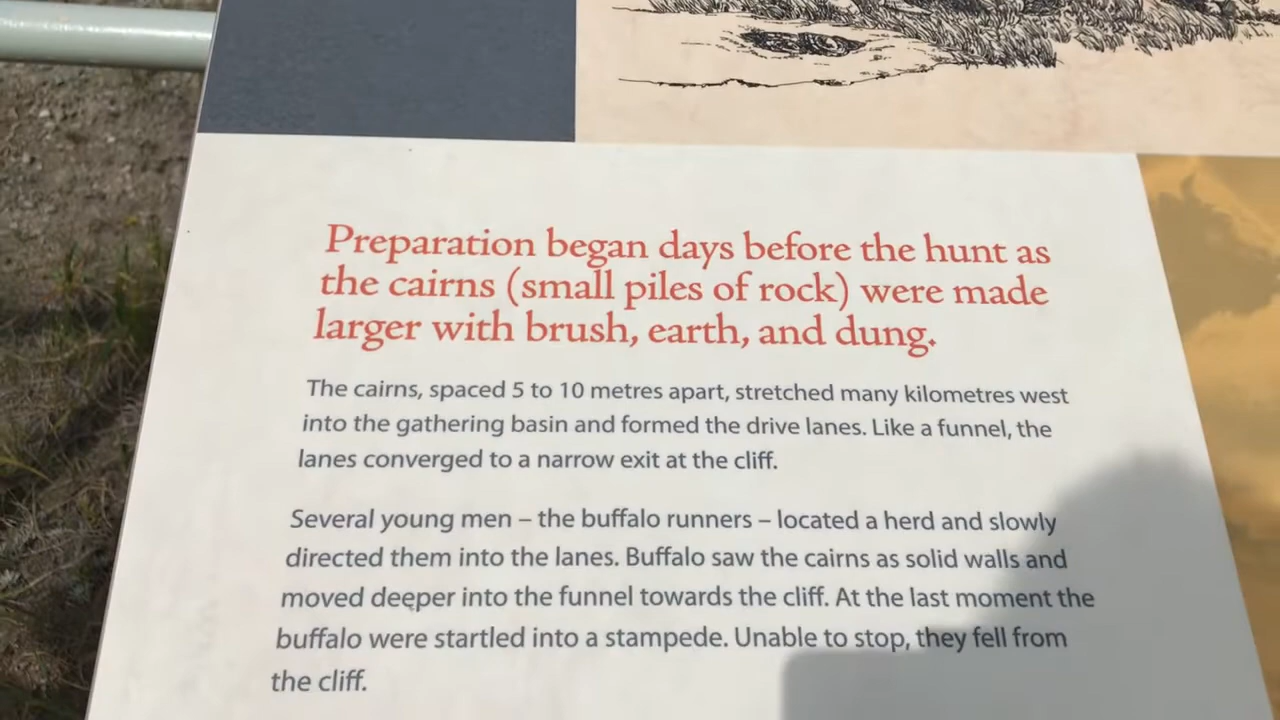 Preparation began days before the hunt as
the cairns (small piles of rock) were made
larger with brush, earth, and dung.
The cairns, spaced 5 to 10 metres apart, stretched many kilometres west
into the gathering basin and formed the drive lanes. Like a funnel, the
lanes converged to a narrow exit at the cliff.
Several young men – the buffalo runners – located a herd and slowly
directed them into the lanes. Buffalo saw the cairns as solid walls and
moved deeper into the funnel towards the cliff. At the last moment the
buffalo were startled into a stampede. Unable to stop, they fell from
the cliff.